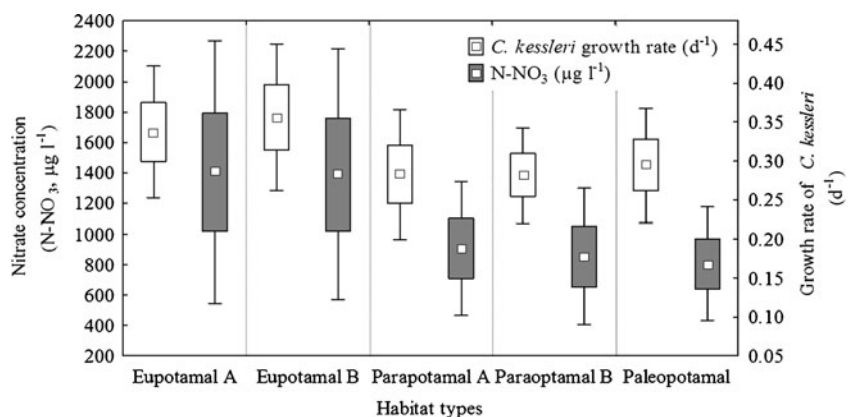 2400
2200
2000
1800
1600
1400
1200
1000
800
600
400
200
Nitrate concentration
(N-NO3, µg l-1)
C. kessleri growth rate (d-1)
N-NO3 (µg l-1)
0.45
0.40
0.35
0.30
0.25
0.20
0.15
0.10
0.05
Growth rate of C. kessleri
(d-1)
Eupotamal A Eupotamal B Parapotamal A Paraoptamal B Paleopotamal
Habitat types